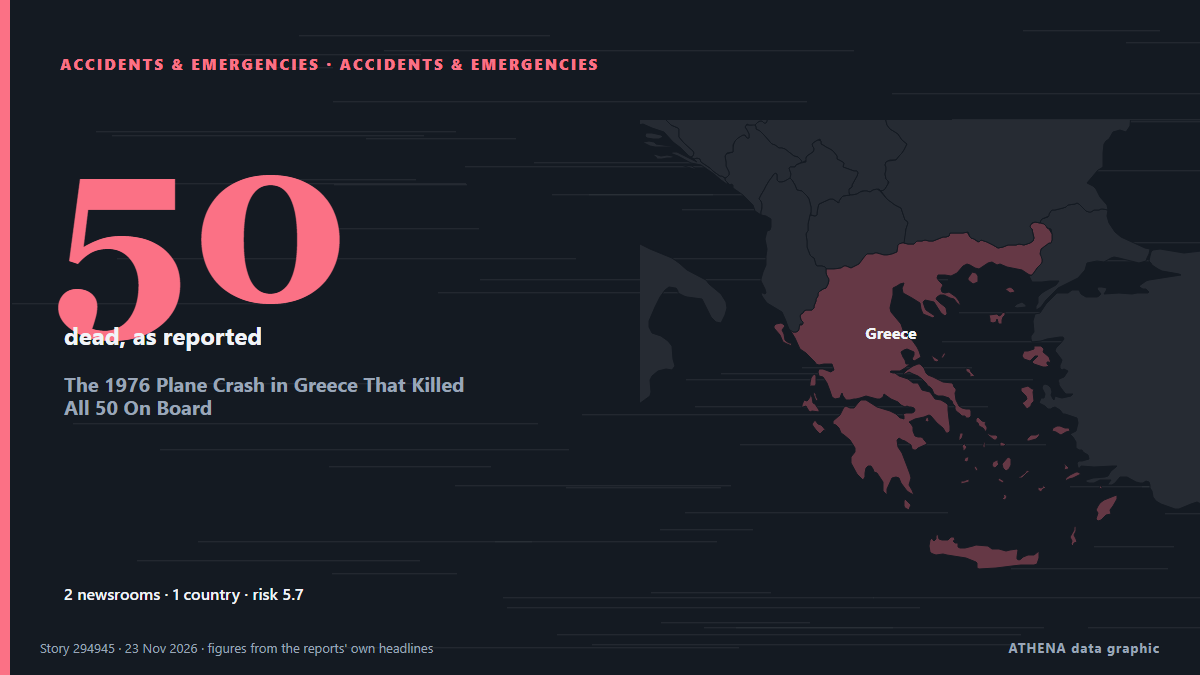 ACCIDENTS & EMERGENCIES · ACCIDENTS & EMERGENCIES
50
dead, as reported
The 1976 Plane Crash in Greece That Killed
All 50 On Board
Greece
2 newsrooms · 1 country · risk 5.7
Story 294945 · 23 Nov 2026 · figures from the reports' own headlines
ATHENA data graphic